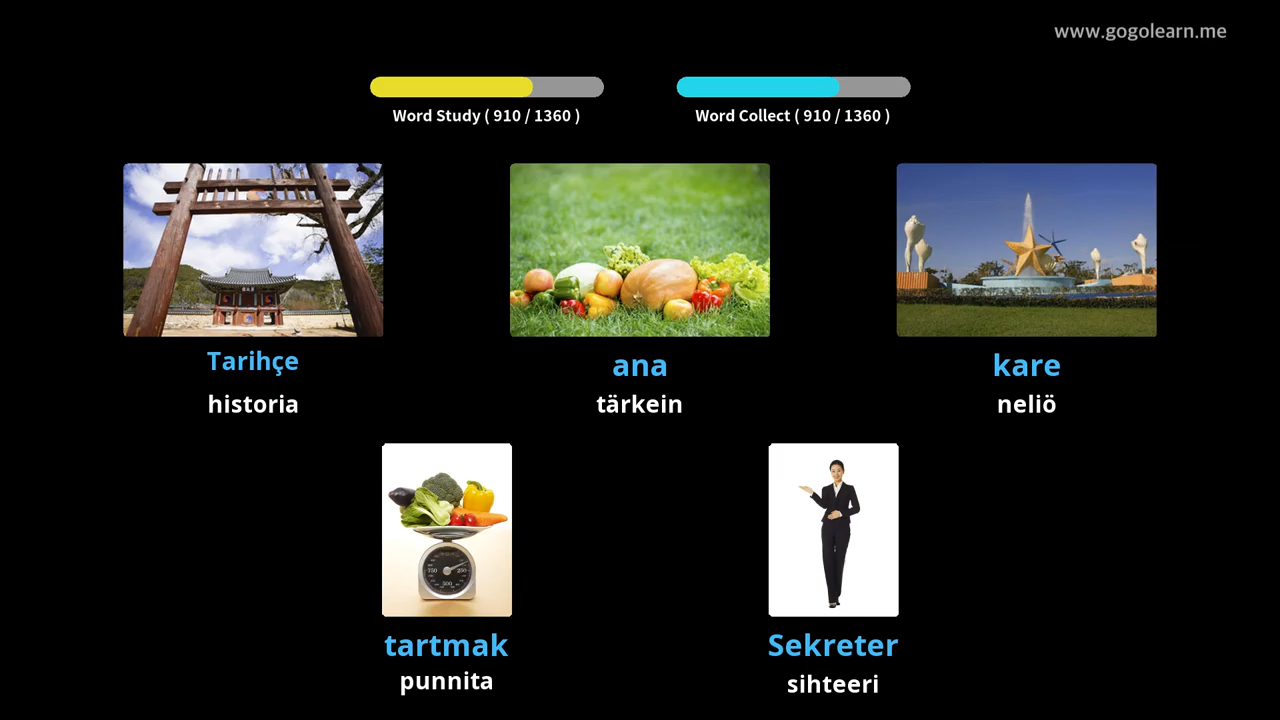 www.gogolearn.me
Word Study ( 910 / 1360 )
Word Collect ( 910 / 1360 )
Tarihçe
historia
ana
tärkein
kare
neliö
tartmak
punnita
Sekreter
sihteeri